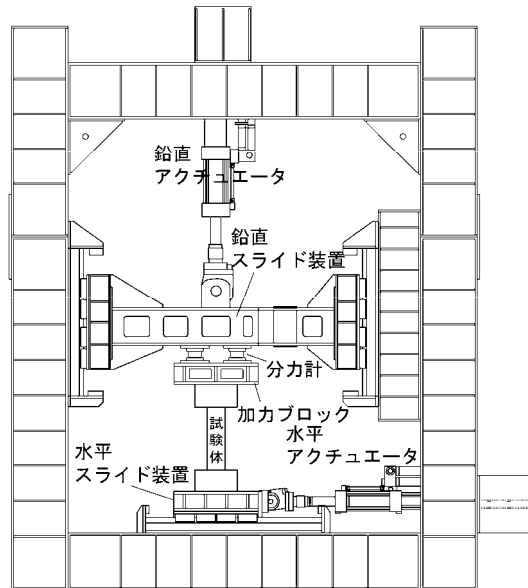 鉛直
アクチュエータ
鉛直
スライド装置
分力計
加力ブロック
水平
アクチュエータ
試験体
水平
スライド装置